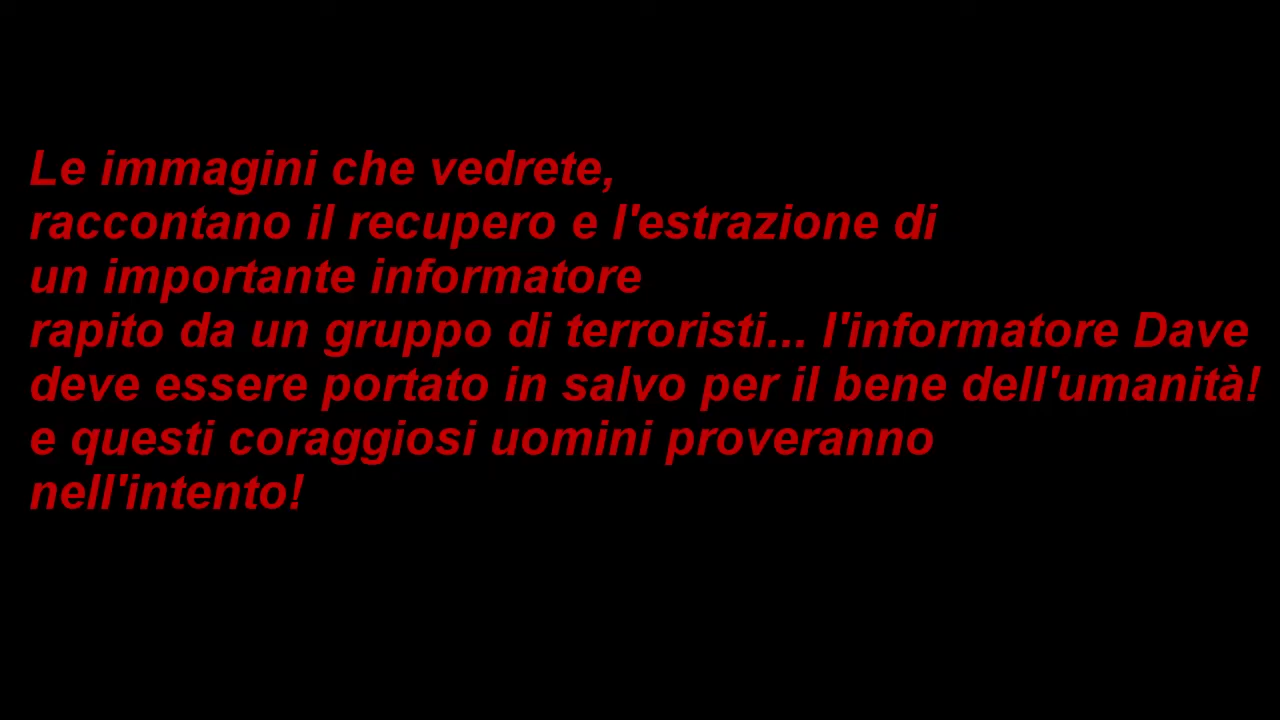 Le immagini che vedrete,
raccontano il recupero e l'estrazione di
un importante informatore
rapito da un gruppo di terroristi... l'informatore Dave
deve essere portato in salvo per il bene dell'umanità!
e questi coraggiosi uomini proveranno
nell'intento!